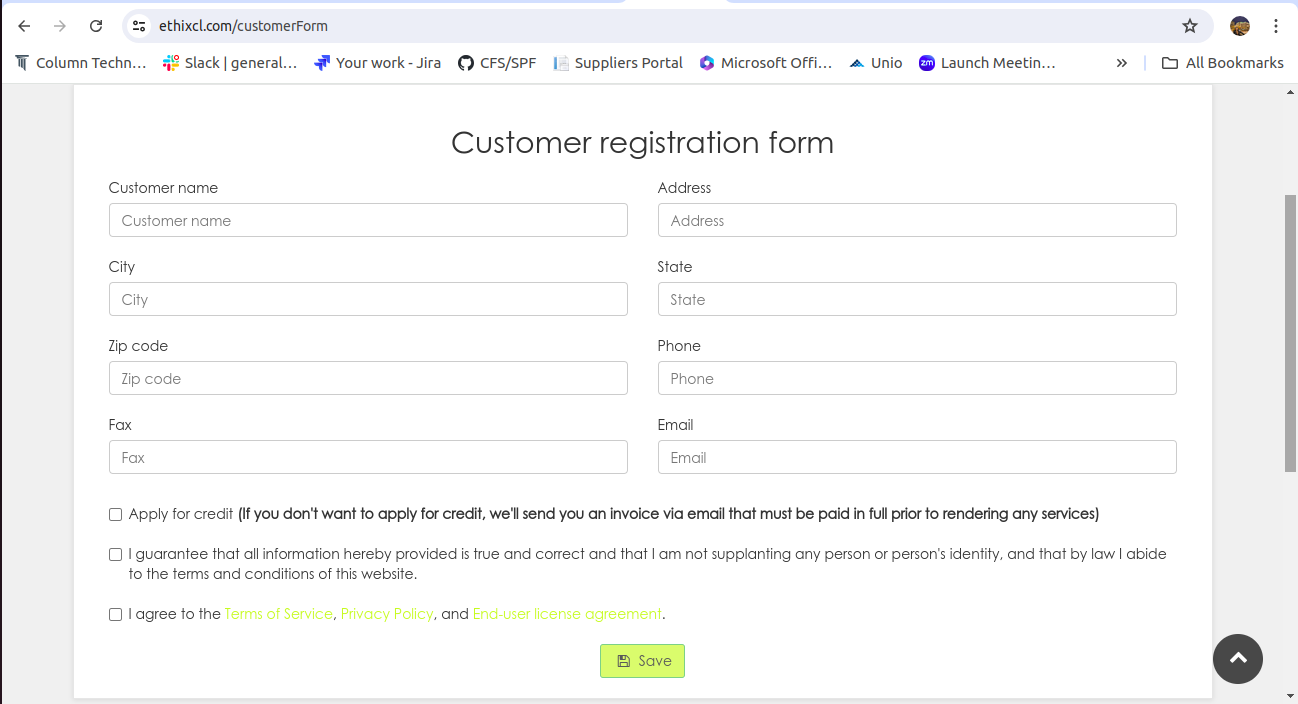 ethixcl.com/customerForm
Column Techn... Slack | general... Your work - Jira CFS/SPF Suppliers Portal Microsoft Offi... Unio zm Launch Meetin... » All Bookmarks
Customer registration form
Customer name Address
Customer name Address
City State
City State
Zip code Phone
Zip code Phone
Fax Email
Fax Email
Apply for credit (If you don't want to apply for credit, we'll send you an invoice via email that must be paid in full prior to rendering any services)
I guarantee that all information hereby provided is true and correct and that I am not supplanting any person or person's identity, and that by law I abide
to the terms and conditions of this website.
I agree to the Terms of Service, Privacy Policy, and End-user license agreement.
Save